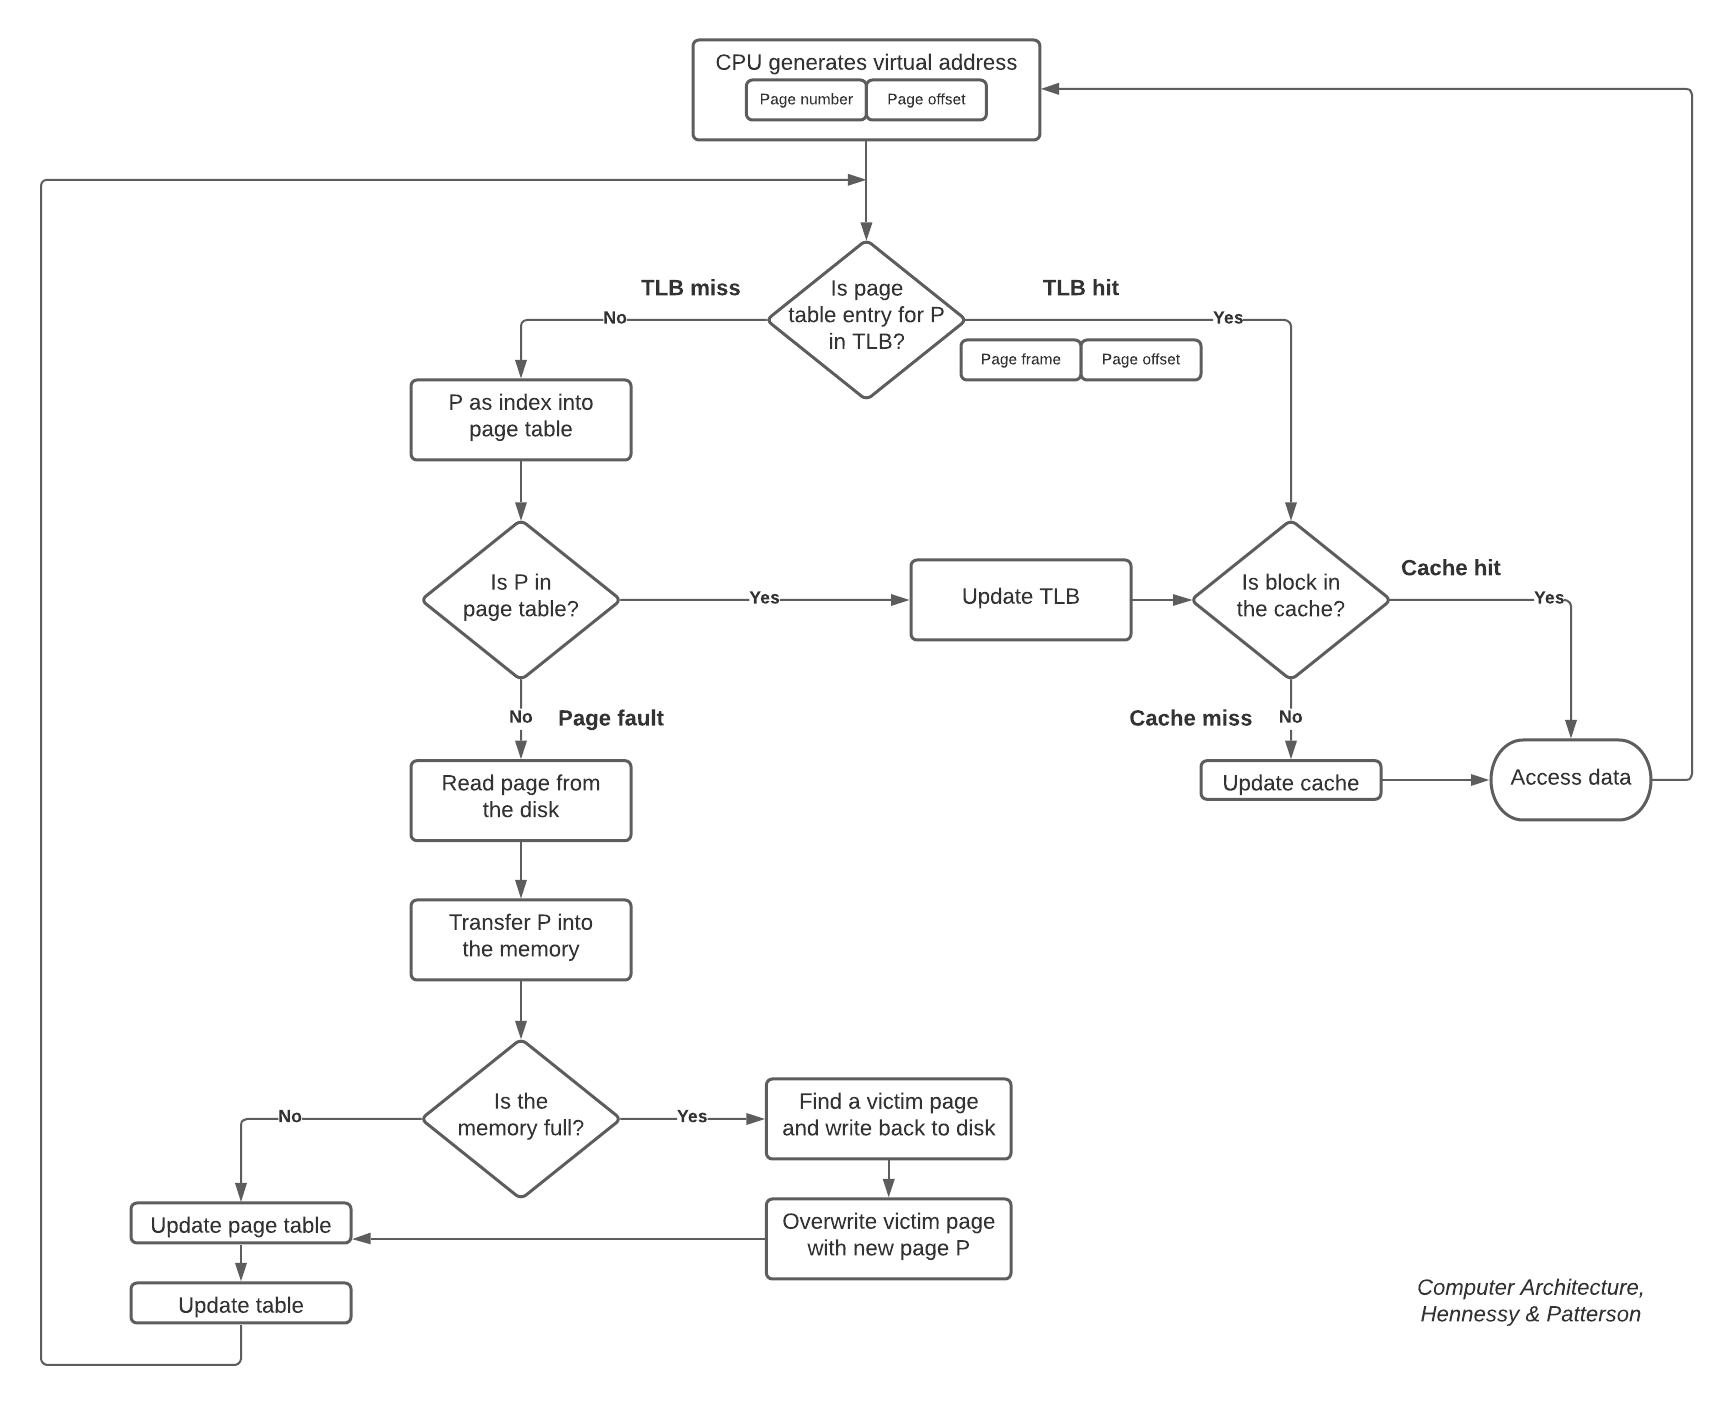 CPU generates virtual address
Page number
Page offset
TLB miss
TLB hit
Is page
table entry for P
in TLB?
No
Yes
Page frame
Page offset
P as index into
page table
Is P in
page table?
Yes
Update TLB
Is block in
the cache?
Cache hit
Yes
No
Page fault
Cache miss
No
Read page from
the disk
Update cache
Access data
Transfer P into
the memory
Is the
memory full?
No
Yes
Find a victim page
and write back to disk
Update page table
Overwrite victim page
with new page P
Update table
Computer Architecture,
Hennessy & Patterson